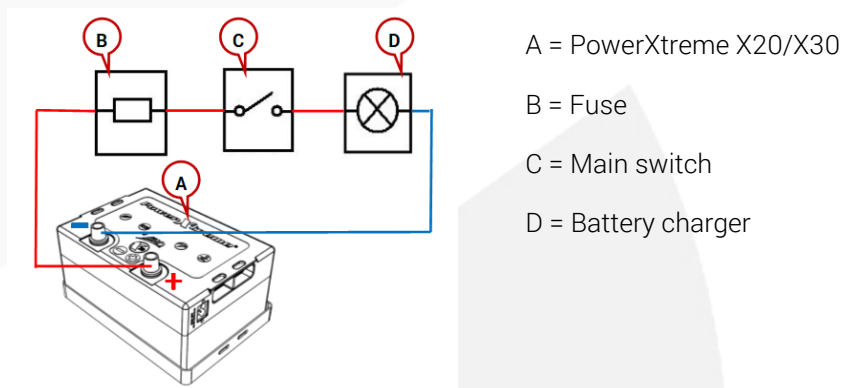 B
C
D
A = PowerXtreme X20/X30
B = Fuse
C = Main switch
D = Battery charger
A
-
+